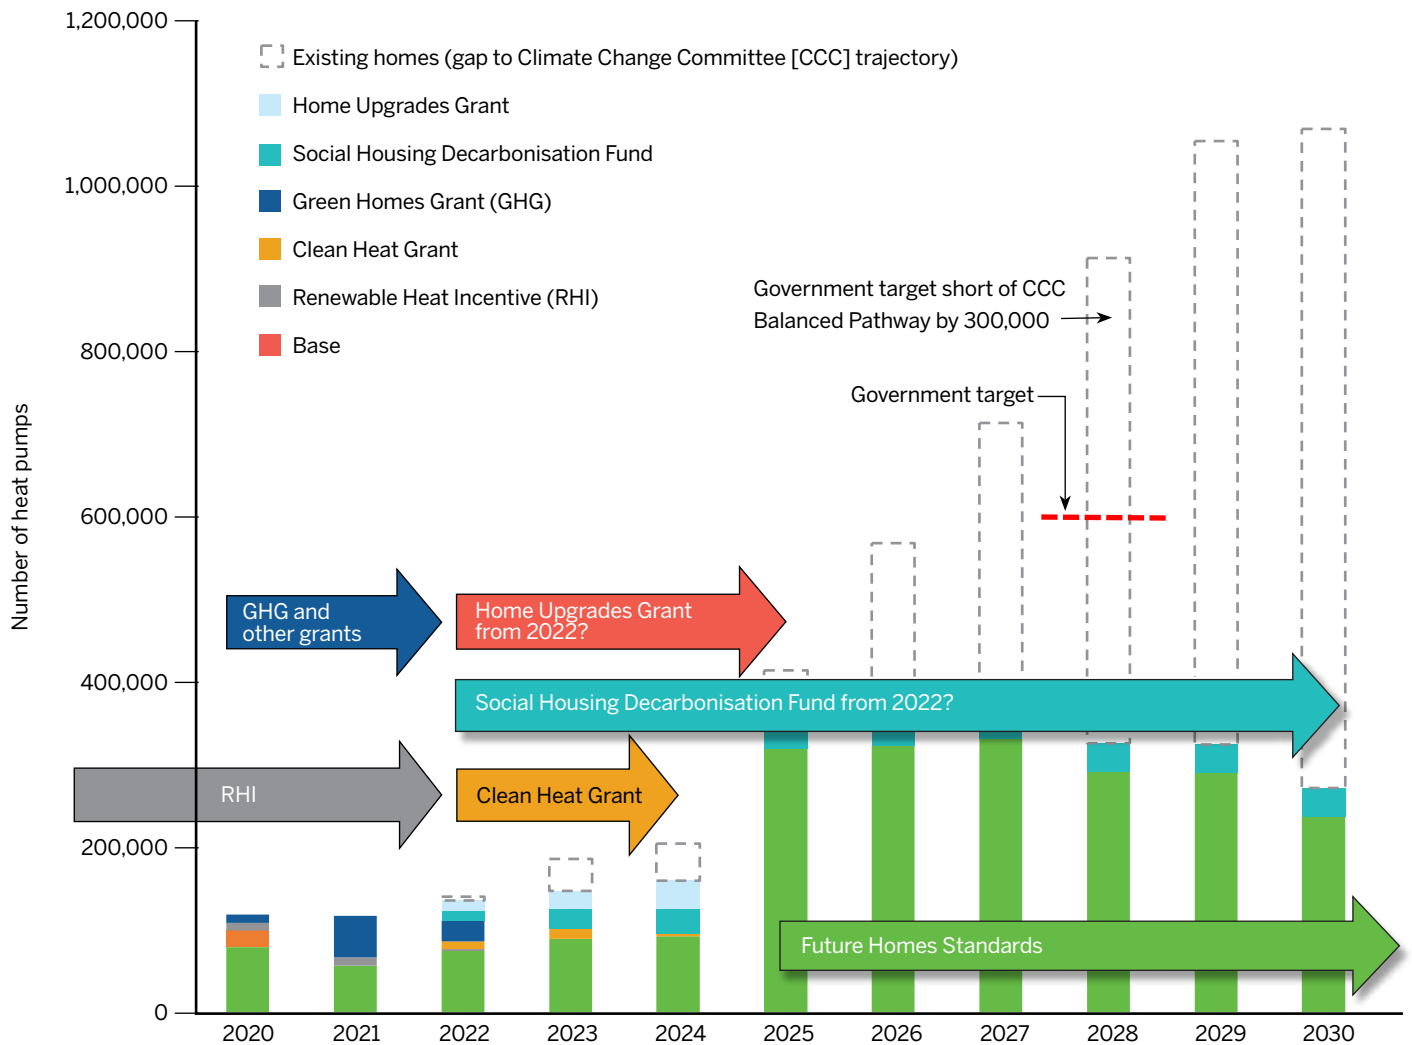 1,200,000
1,000,000
800,000
600,000
400,000
200,000
0
Number of heat pumps
Existing homes (gap to Climate Change Committee [CCC] trajectory)
Home Upgrades Grant
Social Housing Decarbonisation Fund
Green Homes Grant (GHG)
Clean Heat Grant
Renewable Heat Incentive (RHI)
Base
Government target short of CCC
Balanced Pathway by 300,000
Government target
GHG and
other grants
Home Upgrades Grant
from 2022?
Social Housing Decarbonisation Fund from 2022?
RHI
Clean Heat Grant
Future Homes Standards
2020
2021
2022
2023
2024
2025
2026
2027
2028
2029
2030